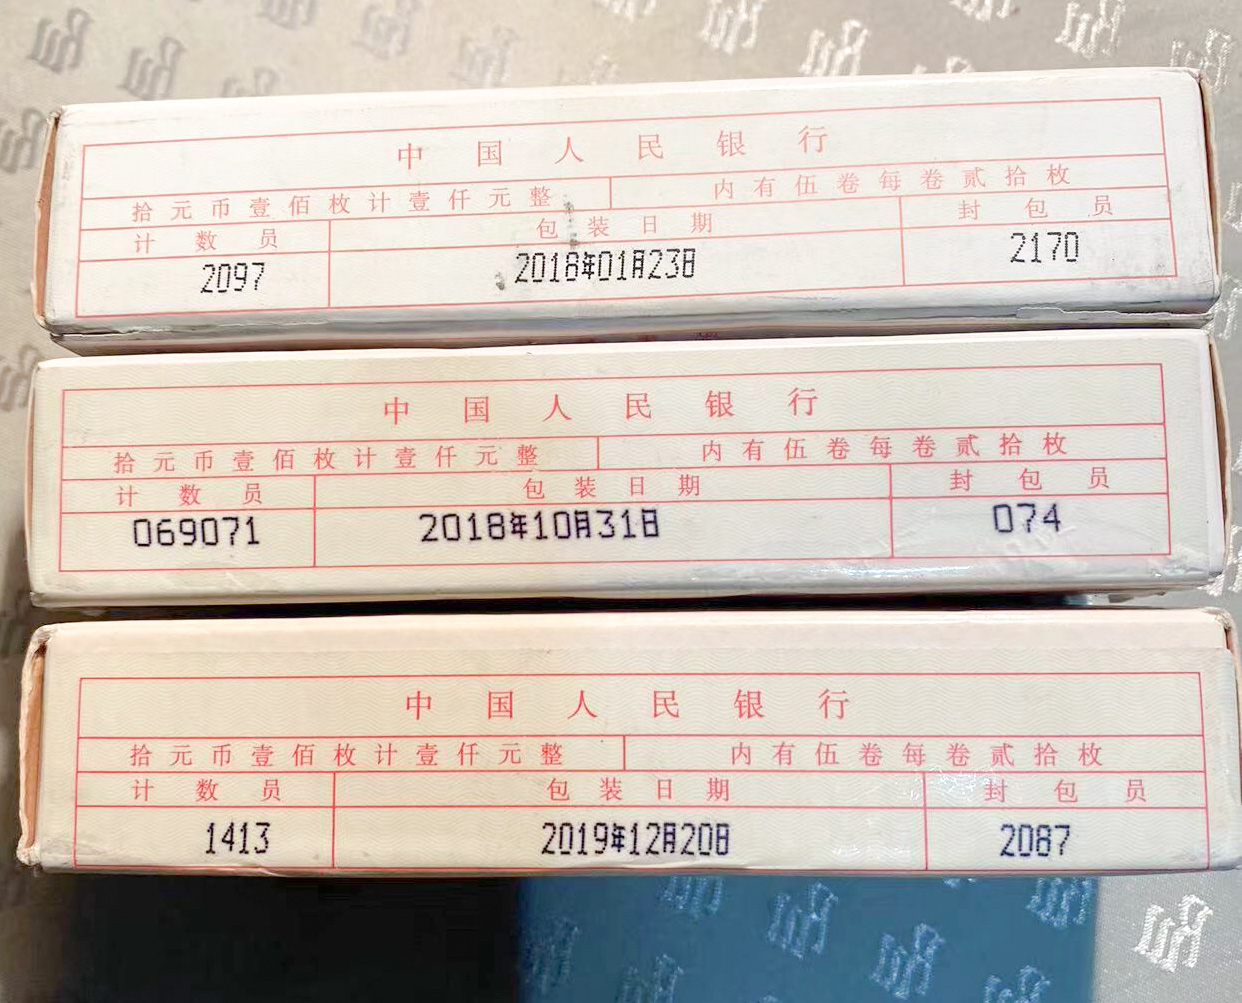 中国人民银行
拾元币壹佰枚计壹仟元整 内有伍卷每卷贰拾枚
计数员 包装日期 封包员
2097 2018年01月23日 2170
中国人民银行
拾元币壹佰枚计壹仟元整 内有伍卷每卷贰拾枚
计数员 包装日期 封包员
069071 2018年10月31日 074
中国人民银行
拾元币壹佰枚计壹仟元整 内有伍卷每卷贰拾枚
计数员 包装日期 封包员
1413 2019年12月20日 2087